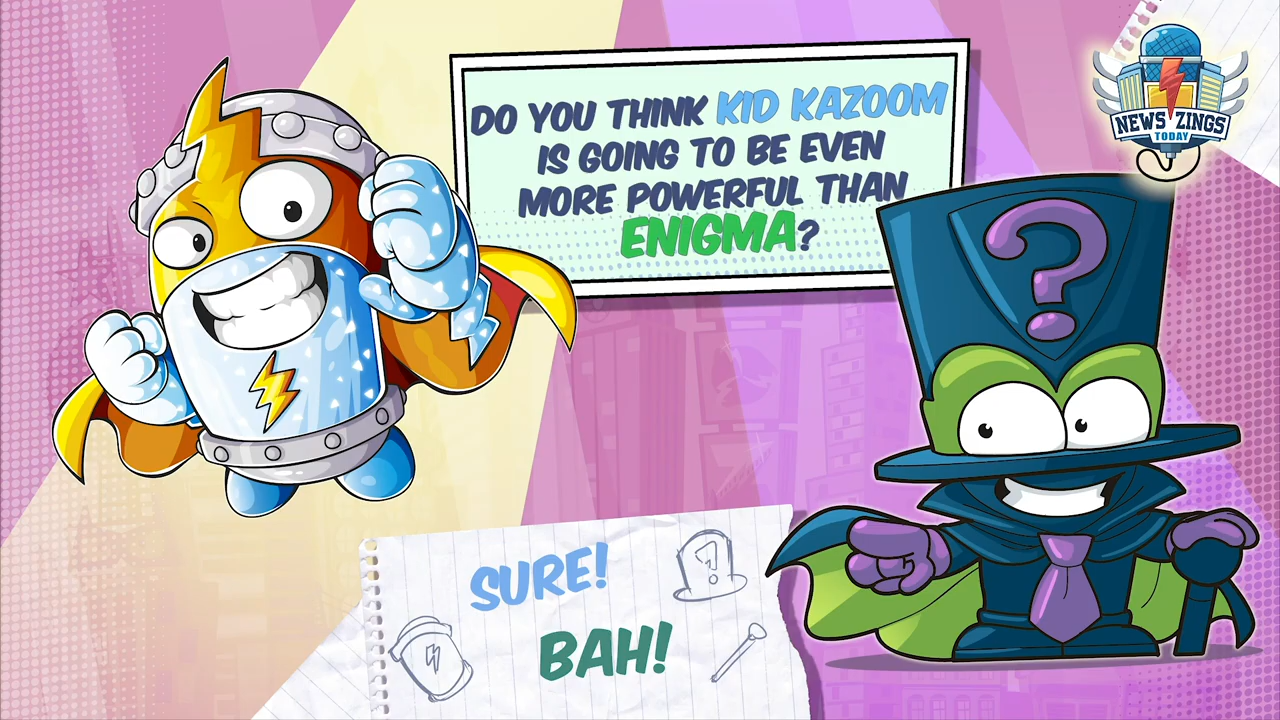 DO YOU THINK KID KAZOOM
IS GOING TO BE EVEN
MORE POWERFUL THAN
ENIGMA?
NEWS ZINGS
TODAY
?
SURE!
?
BAH!